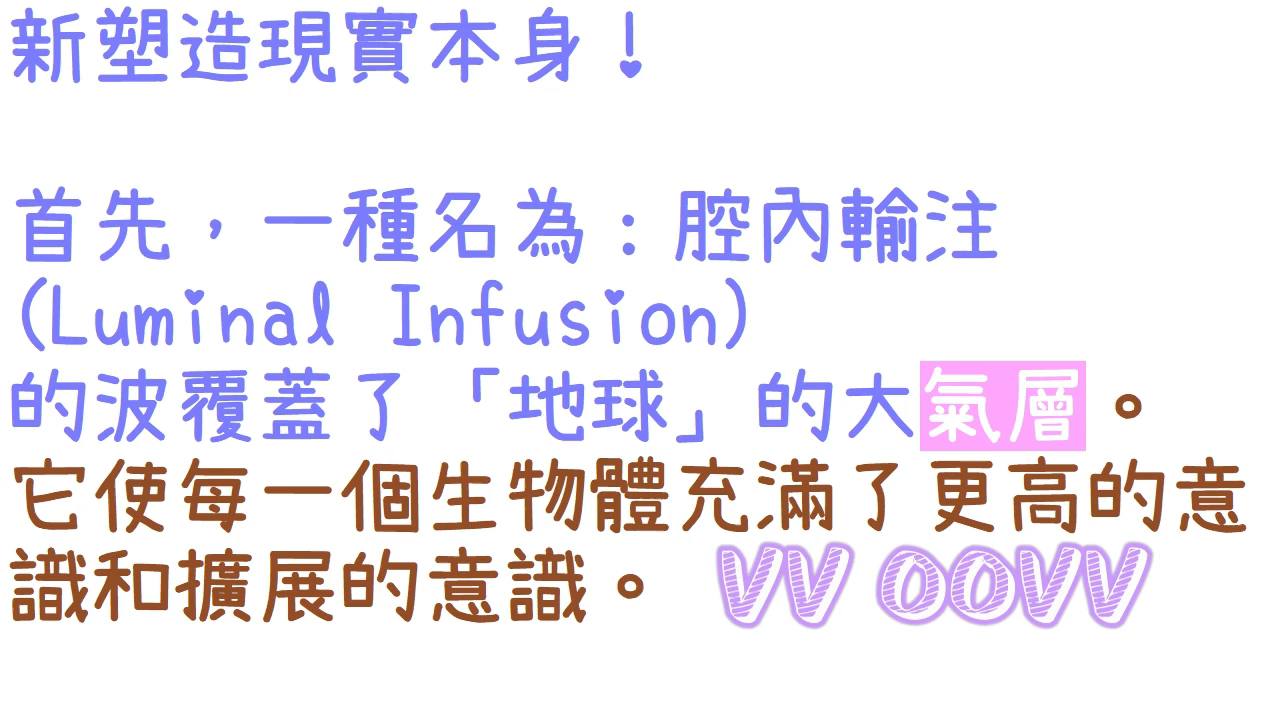 新塑造現實本身！
首先，一種名為：腔內輸注
(Luminal Infusion)
的波覆蓋了「地球」的大氣層。
它使每一個生物體充滿了更高的意
識和擴展的意識。 VV OOVV